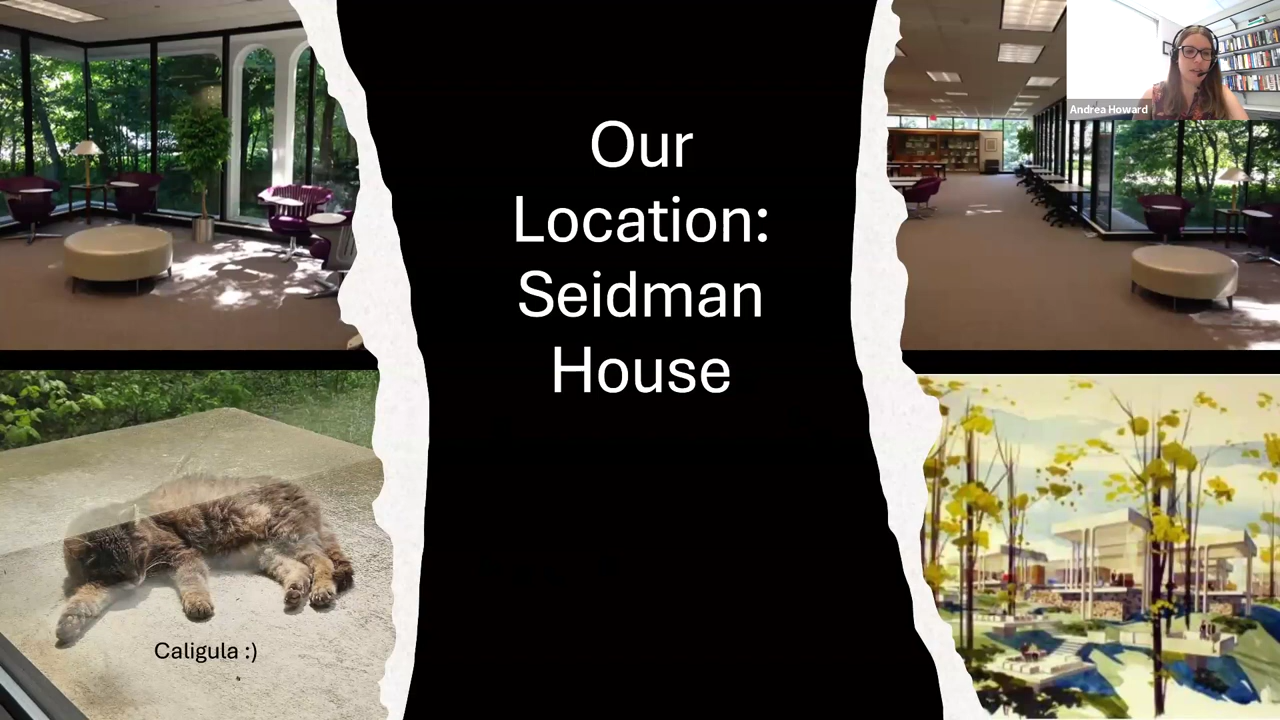 Our
Location:
Seidman
House
Andrea Howard
Caligula :)